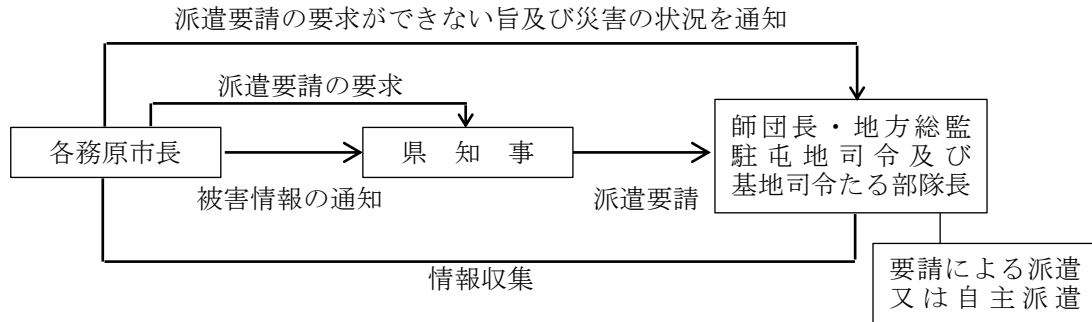 派遣要請の要求ができない旨及び災害の状況を通知
派遣要請の要求
各務原市長
県知事
師団長・地方総監
駐屯地司令及び
基地司令たる部隊長
被害情報の通知
派遣要請
情報収集
要請による派遣
又は自主派遣